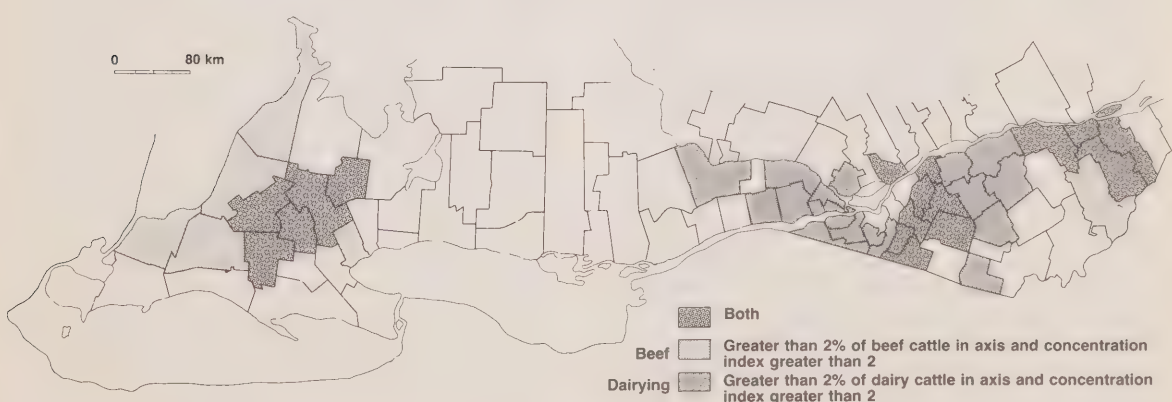 0 80 km
Both
Beef Greater than 2% of beef cattle in axis and concentration
index greater than 2
Dairying Greater than 2% of dairy cattle in axis and concentration
index greater than 2